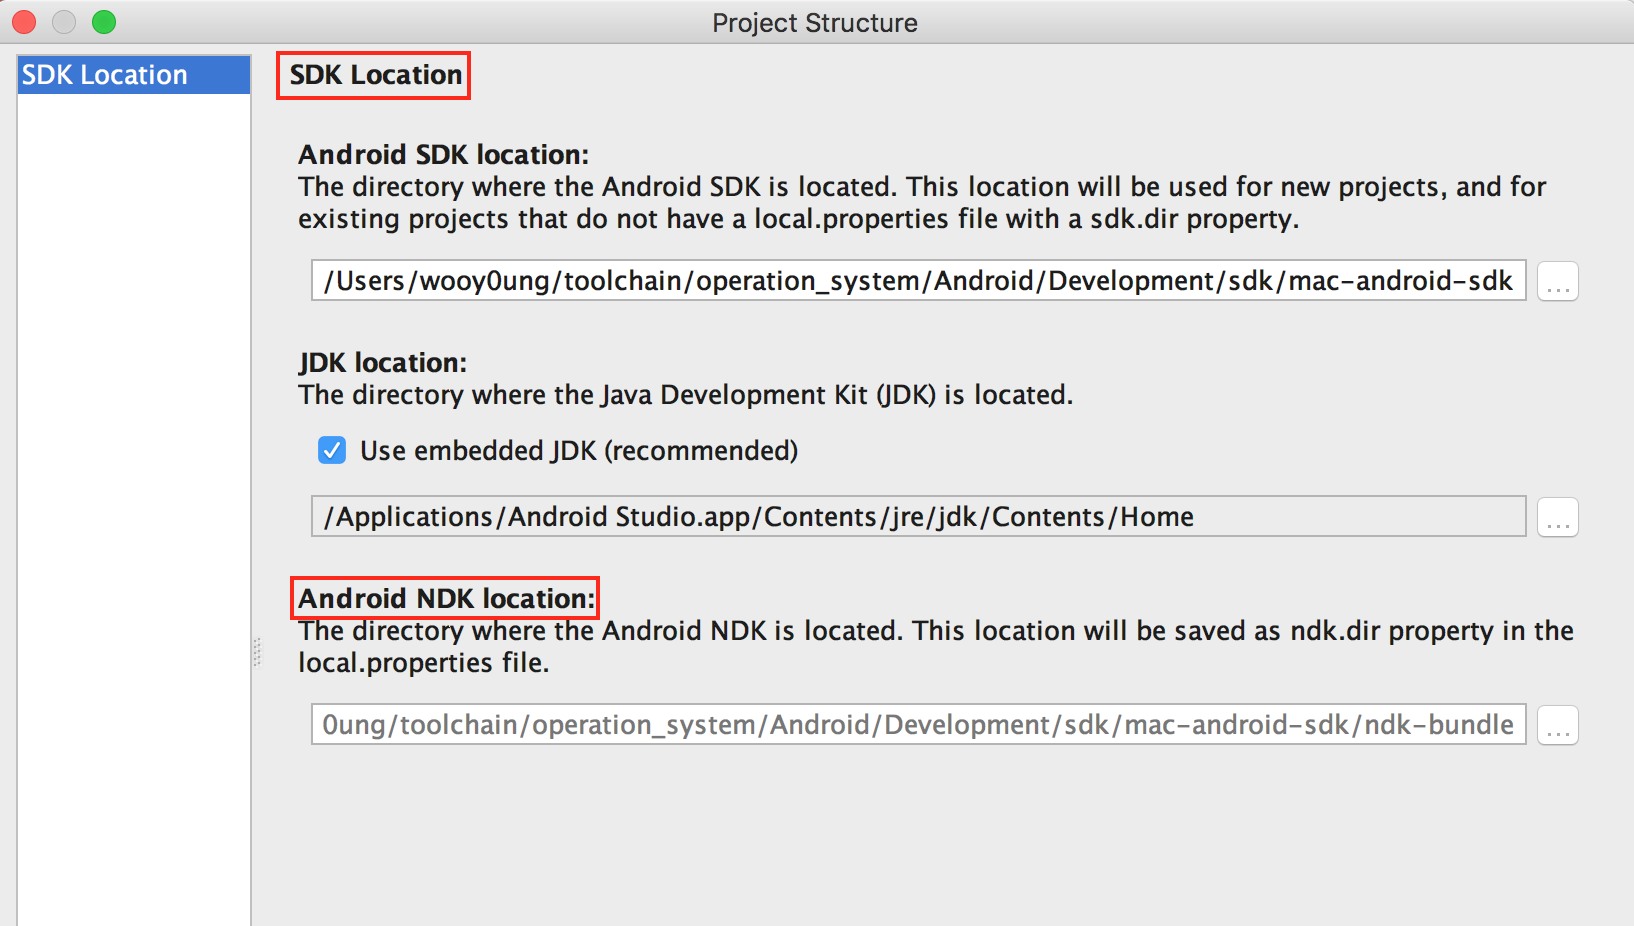 Project Structure
SDK Location
SDK Location
Android SDK location:
The directory where the Android SDK is located. This location will be used for new projects, and for
existing projects that do not have a local.properties file with a sdk.dir property.
/Users/wooy0ung/toolchain/operation_system/Android/Development/sdk/mac-android-sdk
...
JDK location:
The directory where the Java Development Kit (JDK) is located.
Use embedded JDK (recommended)
/Applications/Android Studio.app/Contents/jre/jdk/Contents/Home
...
Android NDK location:
The directory where the Android NDK is located. This location will be saved as ndk.dir property in the
local.properties file.
0ung/toolchain/operation_system/Android/Development/sdk/mac-android-sdk/ndk-bundle
...